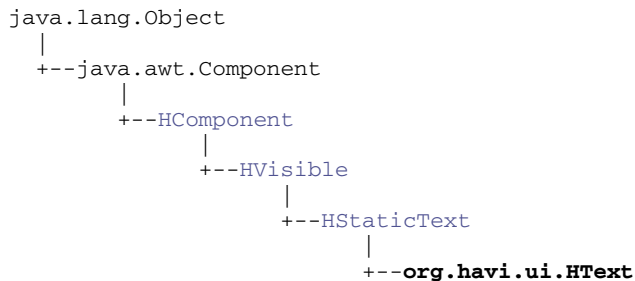 java.lang.Object
|
+--java.awt.Component
|
+--HComponent
|
+--HVisible
|
+--HStaticText
|
+--org.havi.ui.HText